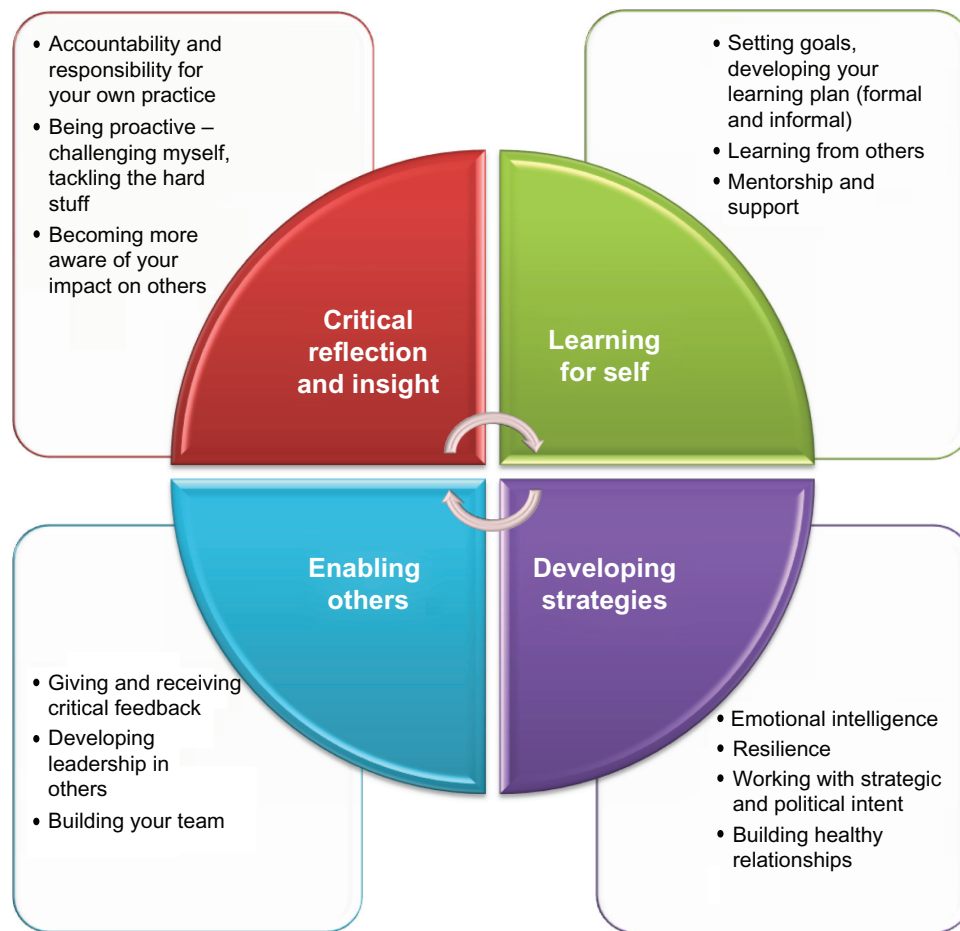 • Accountability and
responsibility for
your own practice
• Being proactive –
challenging myself,
tackling the hard
stuff
• Becoming more
aware of your
impact on others
• Setting goals,
developing your
learning plan (formal
and informal)
• Learning from others
• Mentorship and
support
Critical
reflection
and insight
Learning
for self
Enabling
others
Developing
strategies
• Giving and receiving
critical feedback
• Developing
leadership in
others
• Building your team
• Emotional intelligence
• Resilience
• Working with strategic
and political intent
• Building healthy
relationships